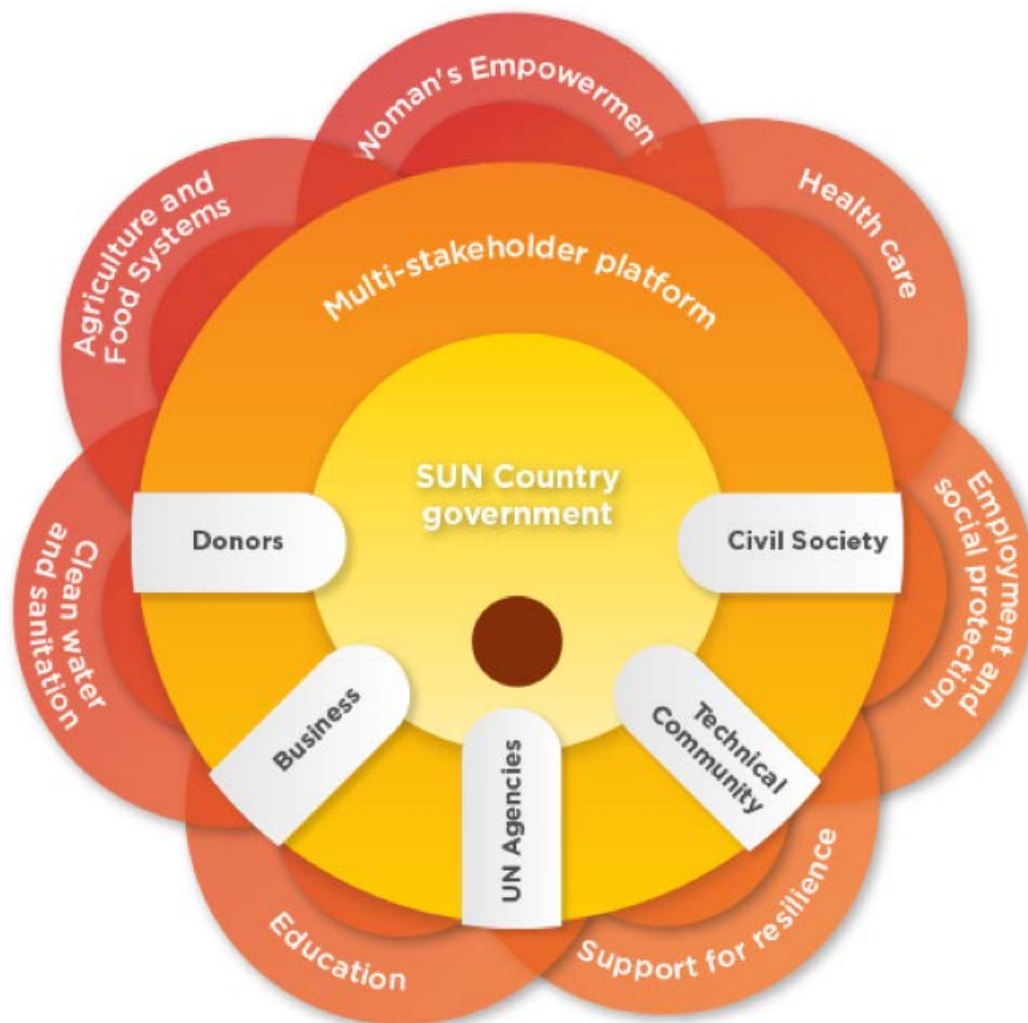 Woman's Empowerment
Health care
Agriculture and
Food Systems
Multi-stakeholder platform
SUN Country
government
Donors
Civil Society
Employment and
social protection
Clean water
and sanitation
Business
UN Agencies
Technical
Community
Education
Support for resilience